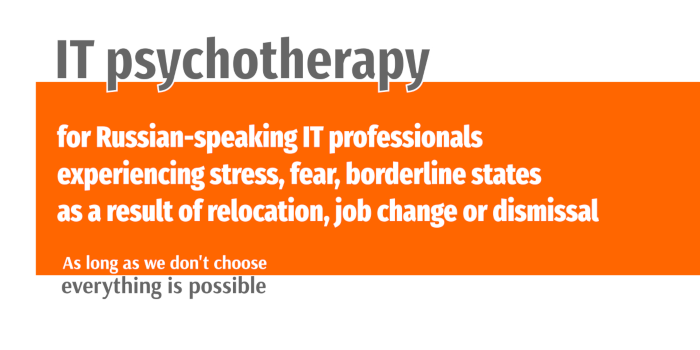 IT psychotherapy
for Russian-speaking IT professionals
experiencing stress, fear, borderline states
as a result of relocation, job change or dismissal
As long as we don't choose
everything is possible